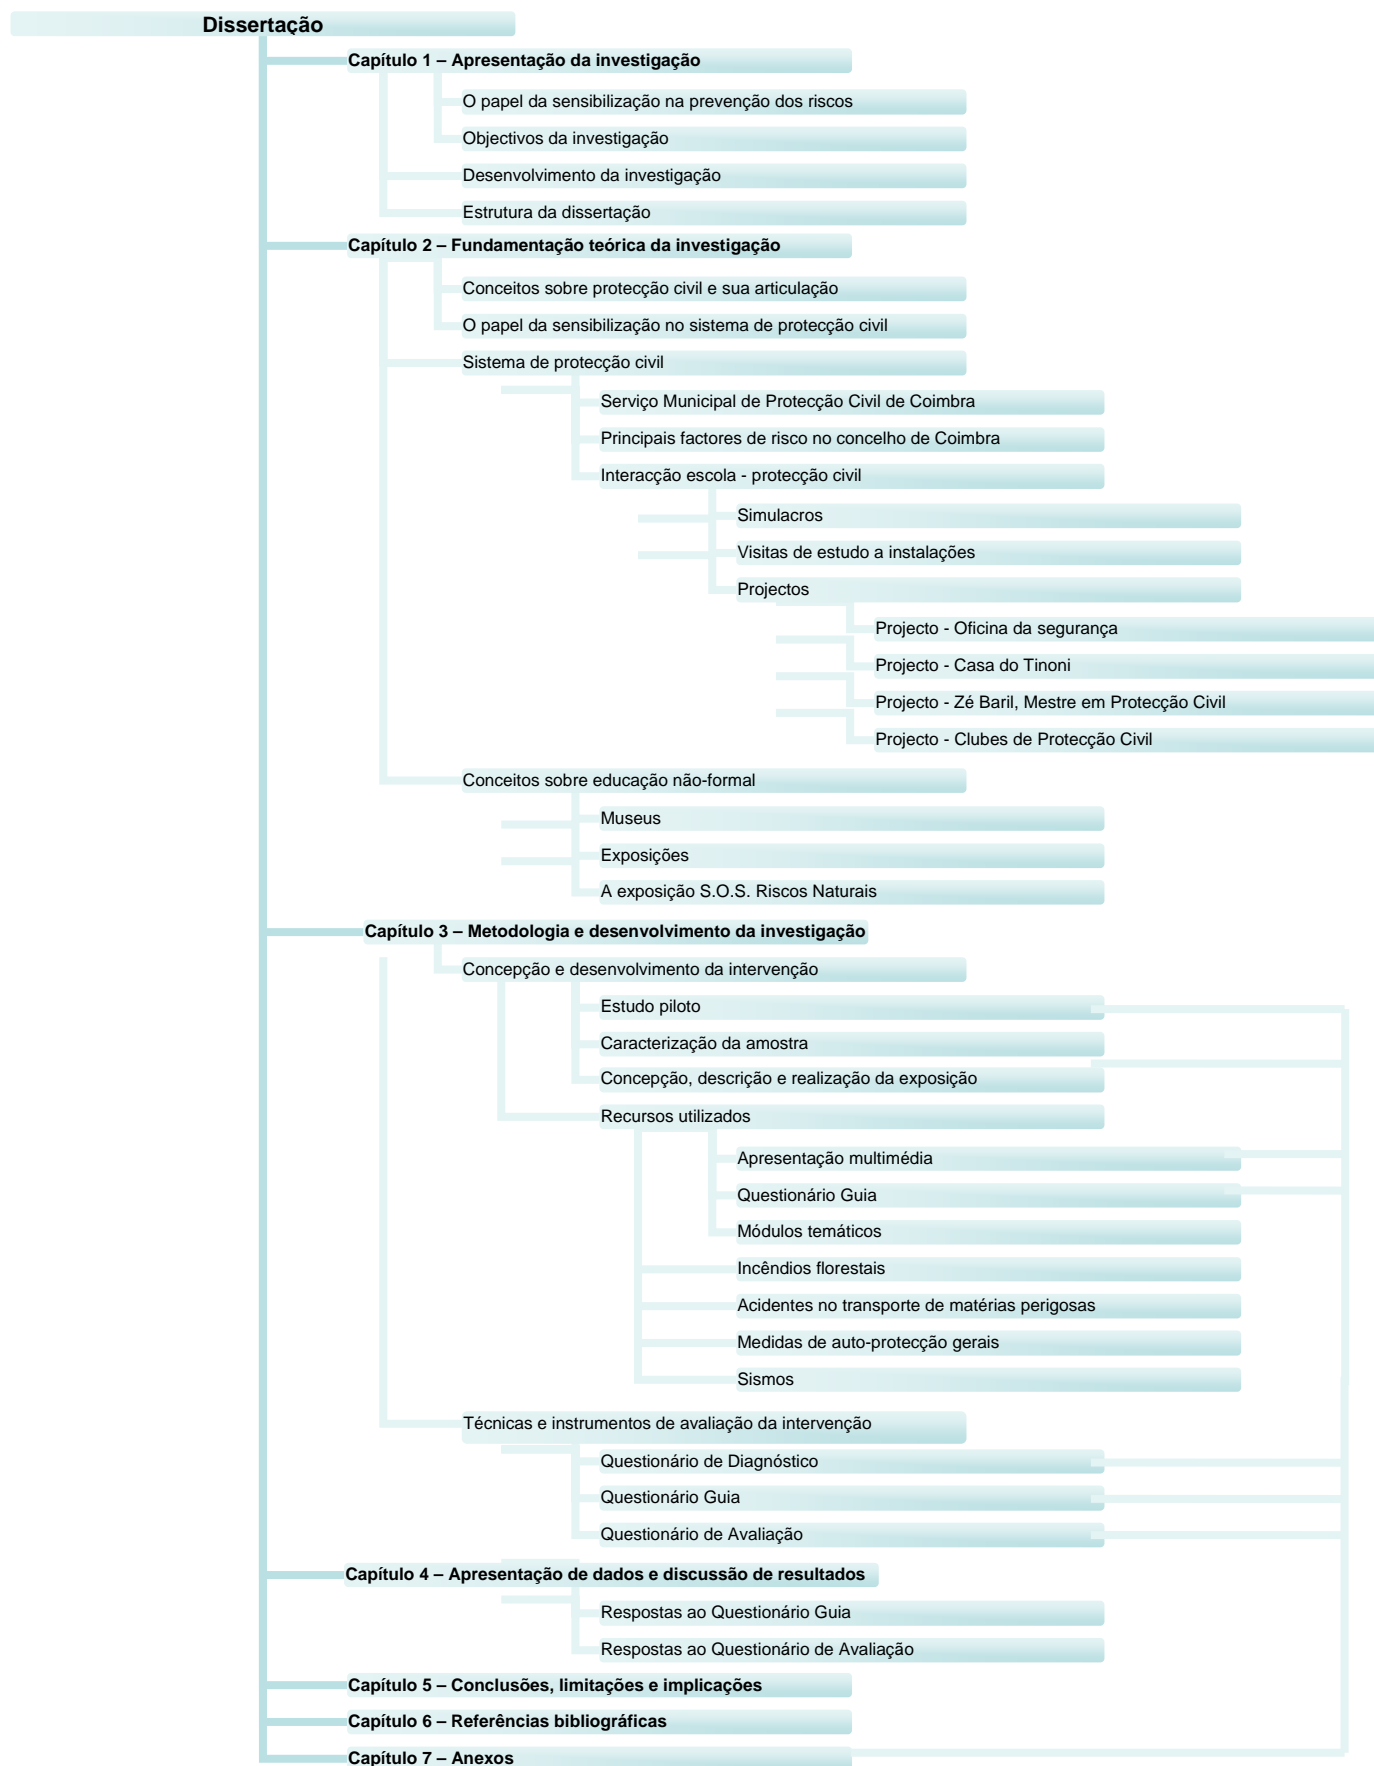 Dissertação
Capítulo 1 – Apresentação da investigação
O papel da sensibilização na prevenção dos riscos
Objectivos da investigação
Desenvolvimento da investigação
Estrutura da dissertação
Capítulo 2 – Fundamentação teórica da investigação
Conceitos sobre protecção civil e sua articulação
O papel da sensibilização no sistema de protecção civil
Sistema de protecção civil
Serviço Municipal de Protecção Civil de Coimbra
Principais factores de risco no concelho de Coimbra
Interacção escola - protecção civil
Simulacros
Visitas de estudo a instalações
Projectos
Projecto - Oficina da segurança
Projecto - Casa do Tinoni
Projecto - Zé Baril, Mestre em Protecção Civil
Projecto - Clubes de Protecção Civil
Conceitos sobre educação não-formal
Museus
Exposições
A exposição S.O.S. Riscos Naturais
Capítulo 3 – Metodologia e desenvolvimento da investigação
Concepção e desenvolvimento da intervenção
Estudo piloto
Caracterização da amostra
Concepção, descrição e realização da exposição
Recursos utilizados
Apresentação multimédia
Questionário Guia
Módulos temáticos
Incêndios florestais
Acidentes no transporte de matérias perigosas
Medidas de auto-protecção gerais
Sismos
Técnicas e instrumentos de avaliação da intervenção
Questionário de Diagnóstico
Questionário Guia
Questionário de Avaliação
Capítulo 4 – Apresentação de dados e discussão de resultados
Respostas ao Questionário Guia
Respostas ao Questionário de Avaliação
Capítulo 5 – Conclusões, limitações e implicações
Capítulo 6 – Referências bibliográficas
Capítulo 7 – Anexos